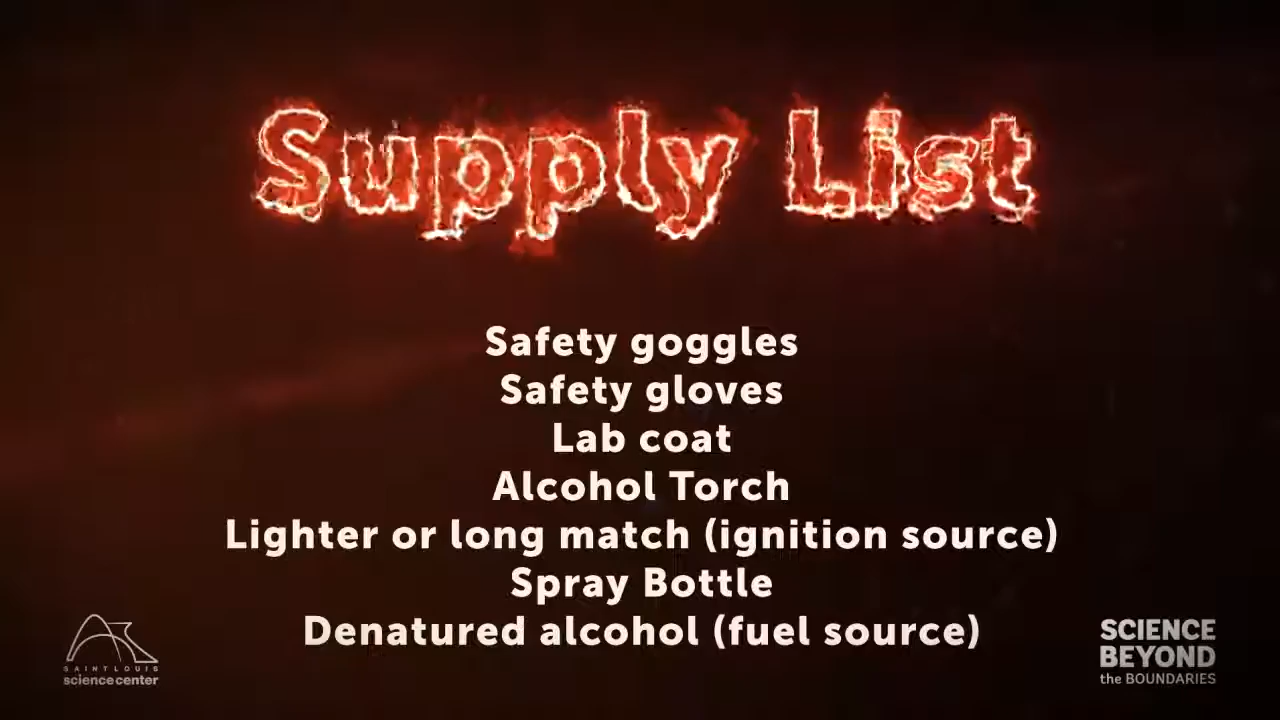 Supply List
Safety goggles
Safety gloves
Lab coat
Alcohol Torch
Lighter or long match (ignition source)
Spray Bottle
Denatured alcohol (fuel source)
SAINT LOUIS
science center
SCIENCE
BEYOND
the BOUNDARIES